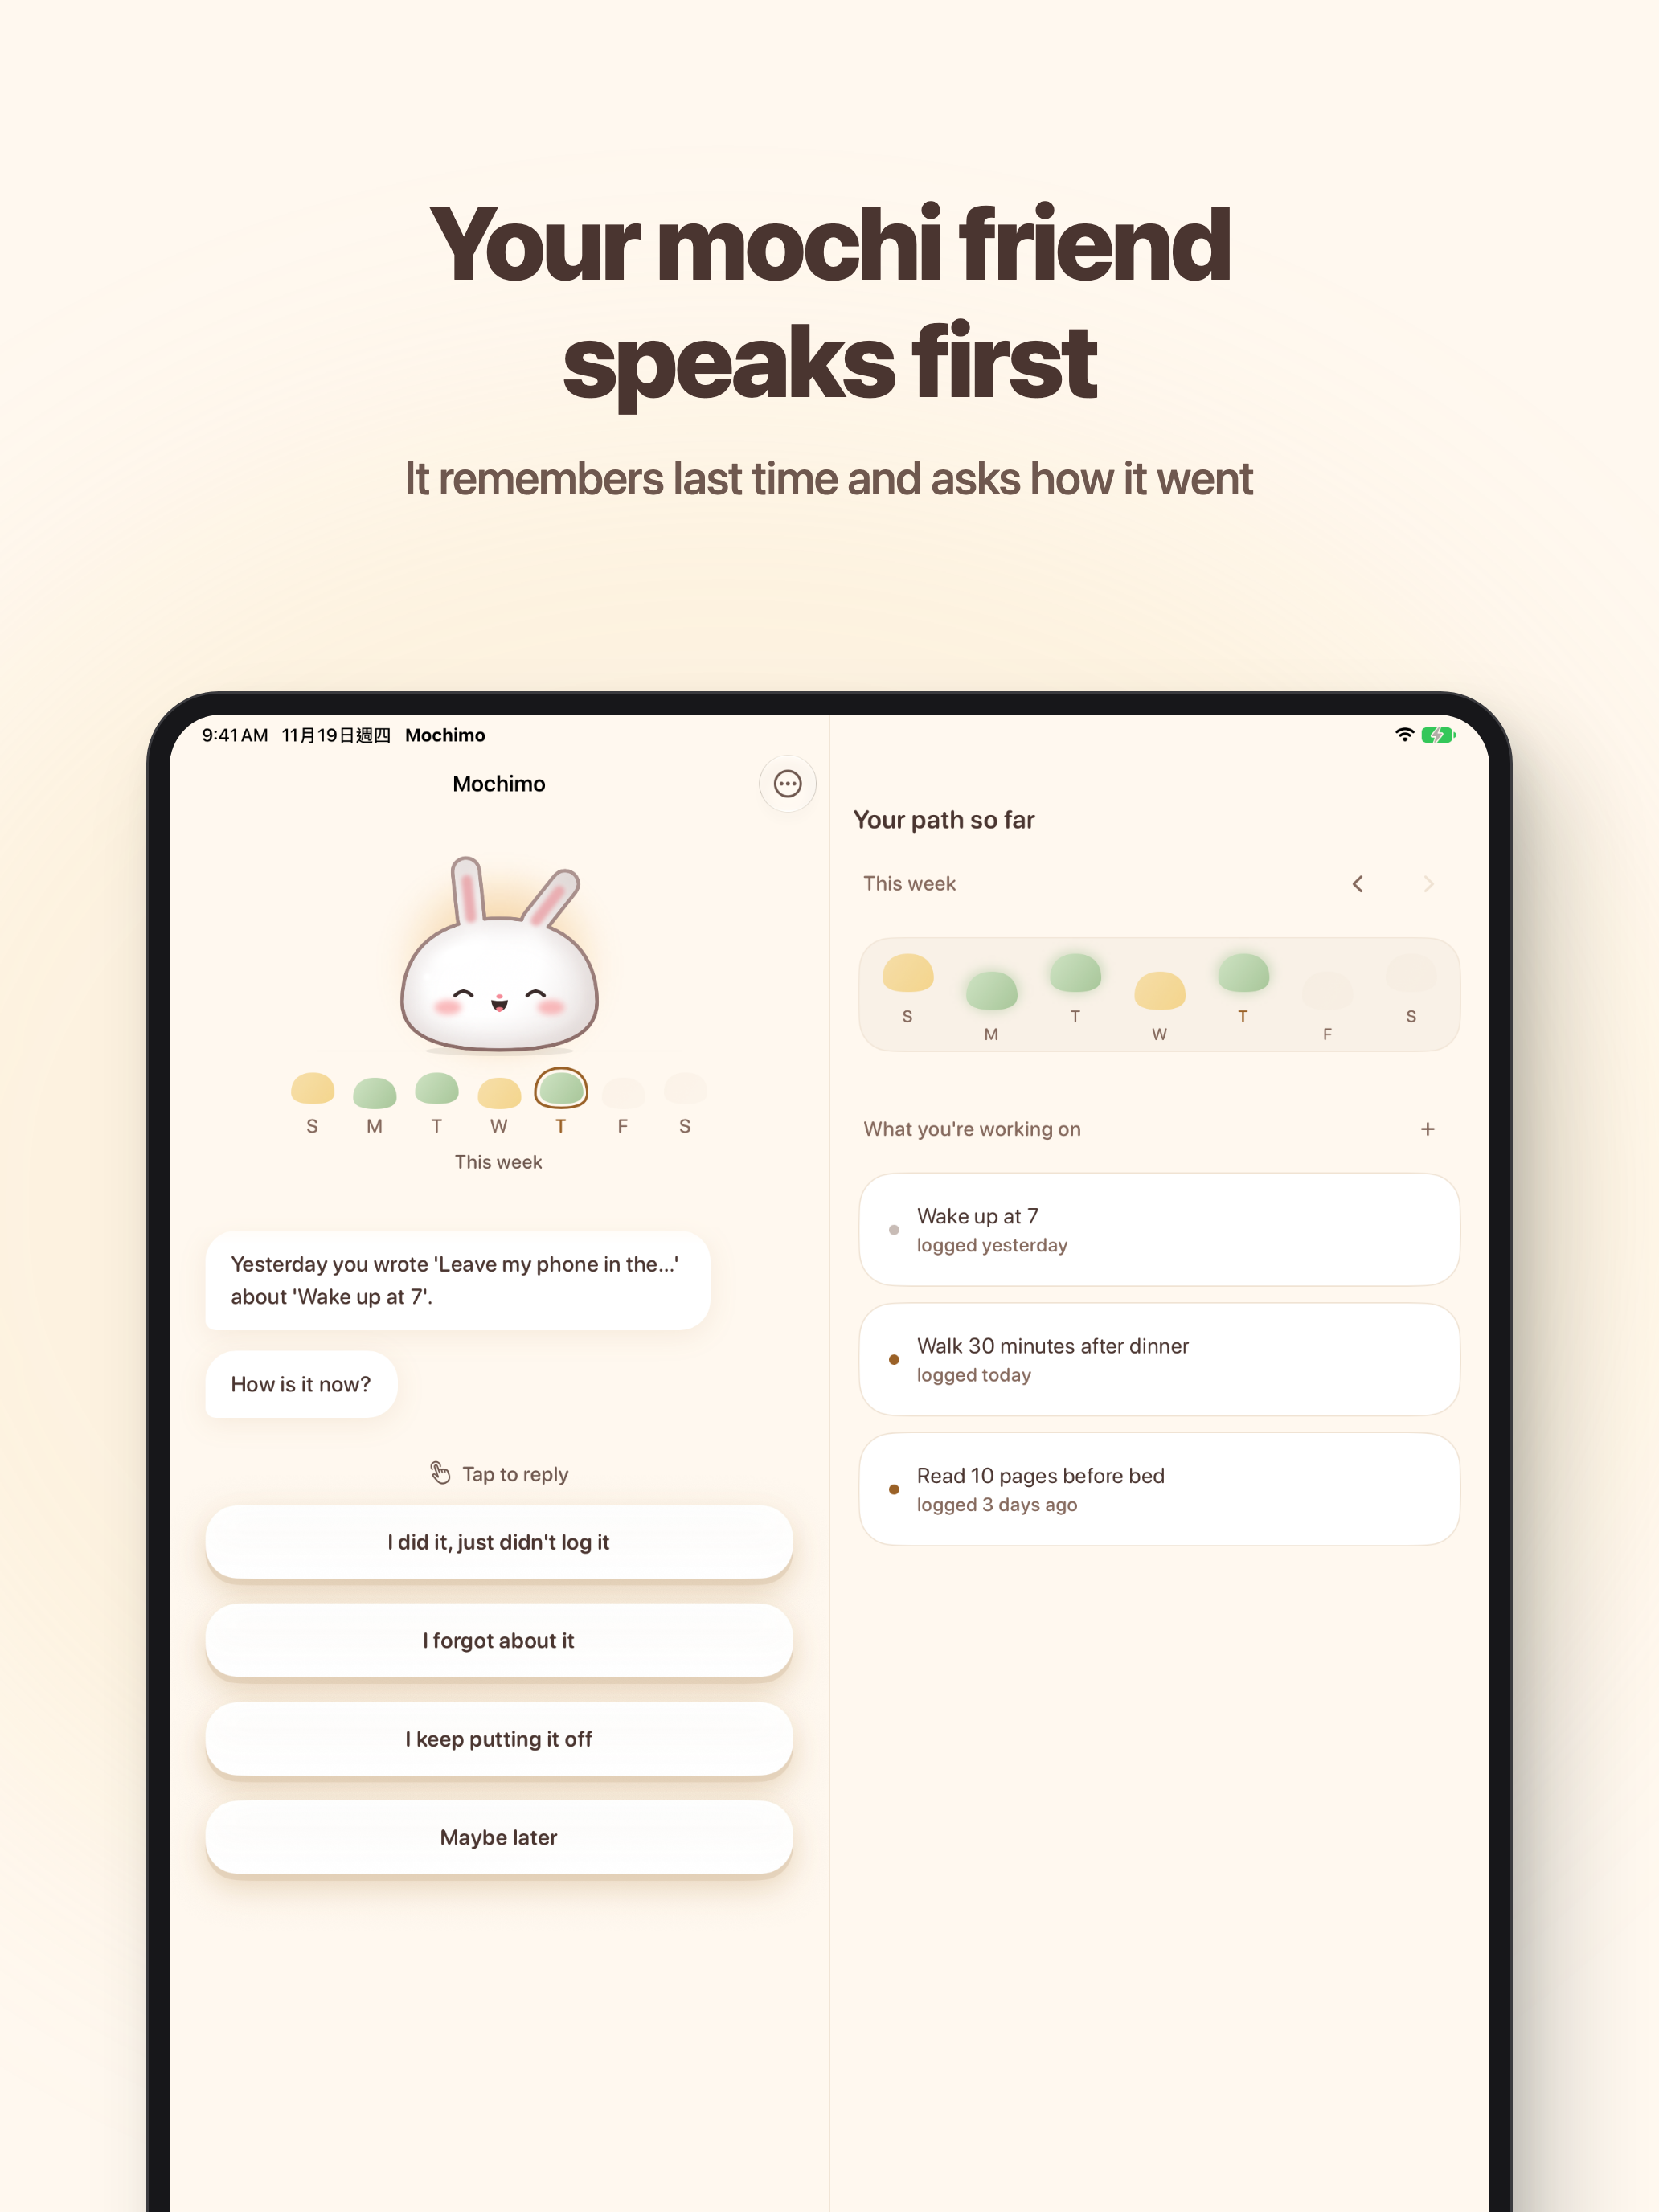 Your mochi friend
speaks first
It remembers last time and asks how it went
9:41 AM 11月19日週四 Mochimo
Mochimo
S M T W T F S
This week
Yesterday you wrote 'Leave my phone in the...'
about 'Wake up at 7'.
How is it now?
Tap to reply
I did it, just didn't log it
I forgot about it
I keep putting it off
Maybe later
Your path so far
This week
S M T W T F S
What you're working on
Wake up at 7
logged yesterday
Walk 30 minutes after dinner
logged today
Read 10 pages before bed
logged 3 days ago